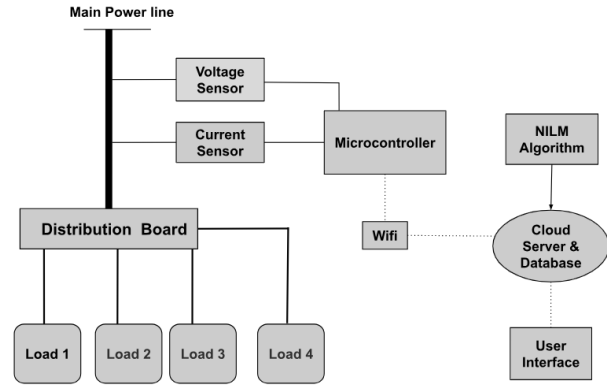 Main Power line
Voltage
Sensor
Current
Sensor
Microcontroller
NILM
Algorithm
Distribution Board
Wifi
Cloud
Server &
Database
Load 1
Load 2
Load 3
Load 4
User
Interface